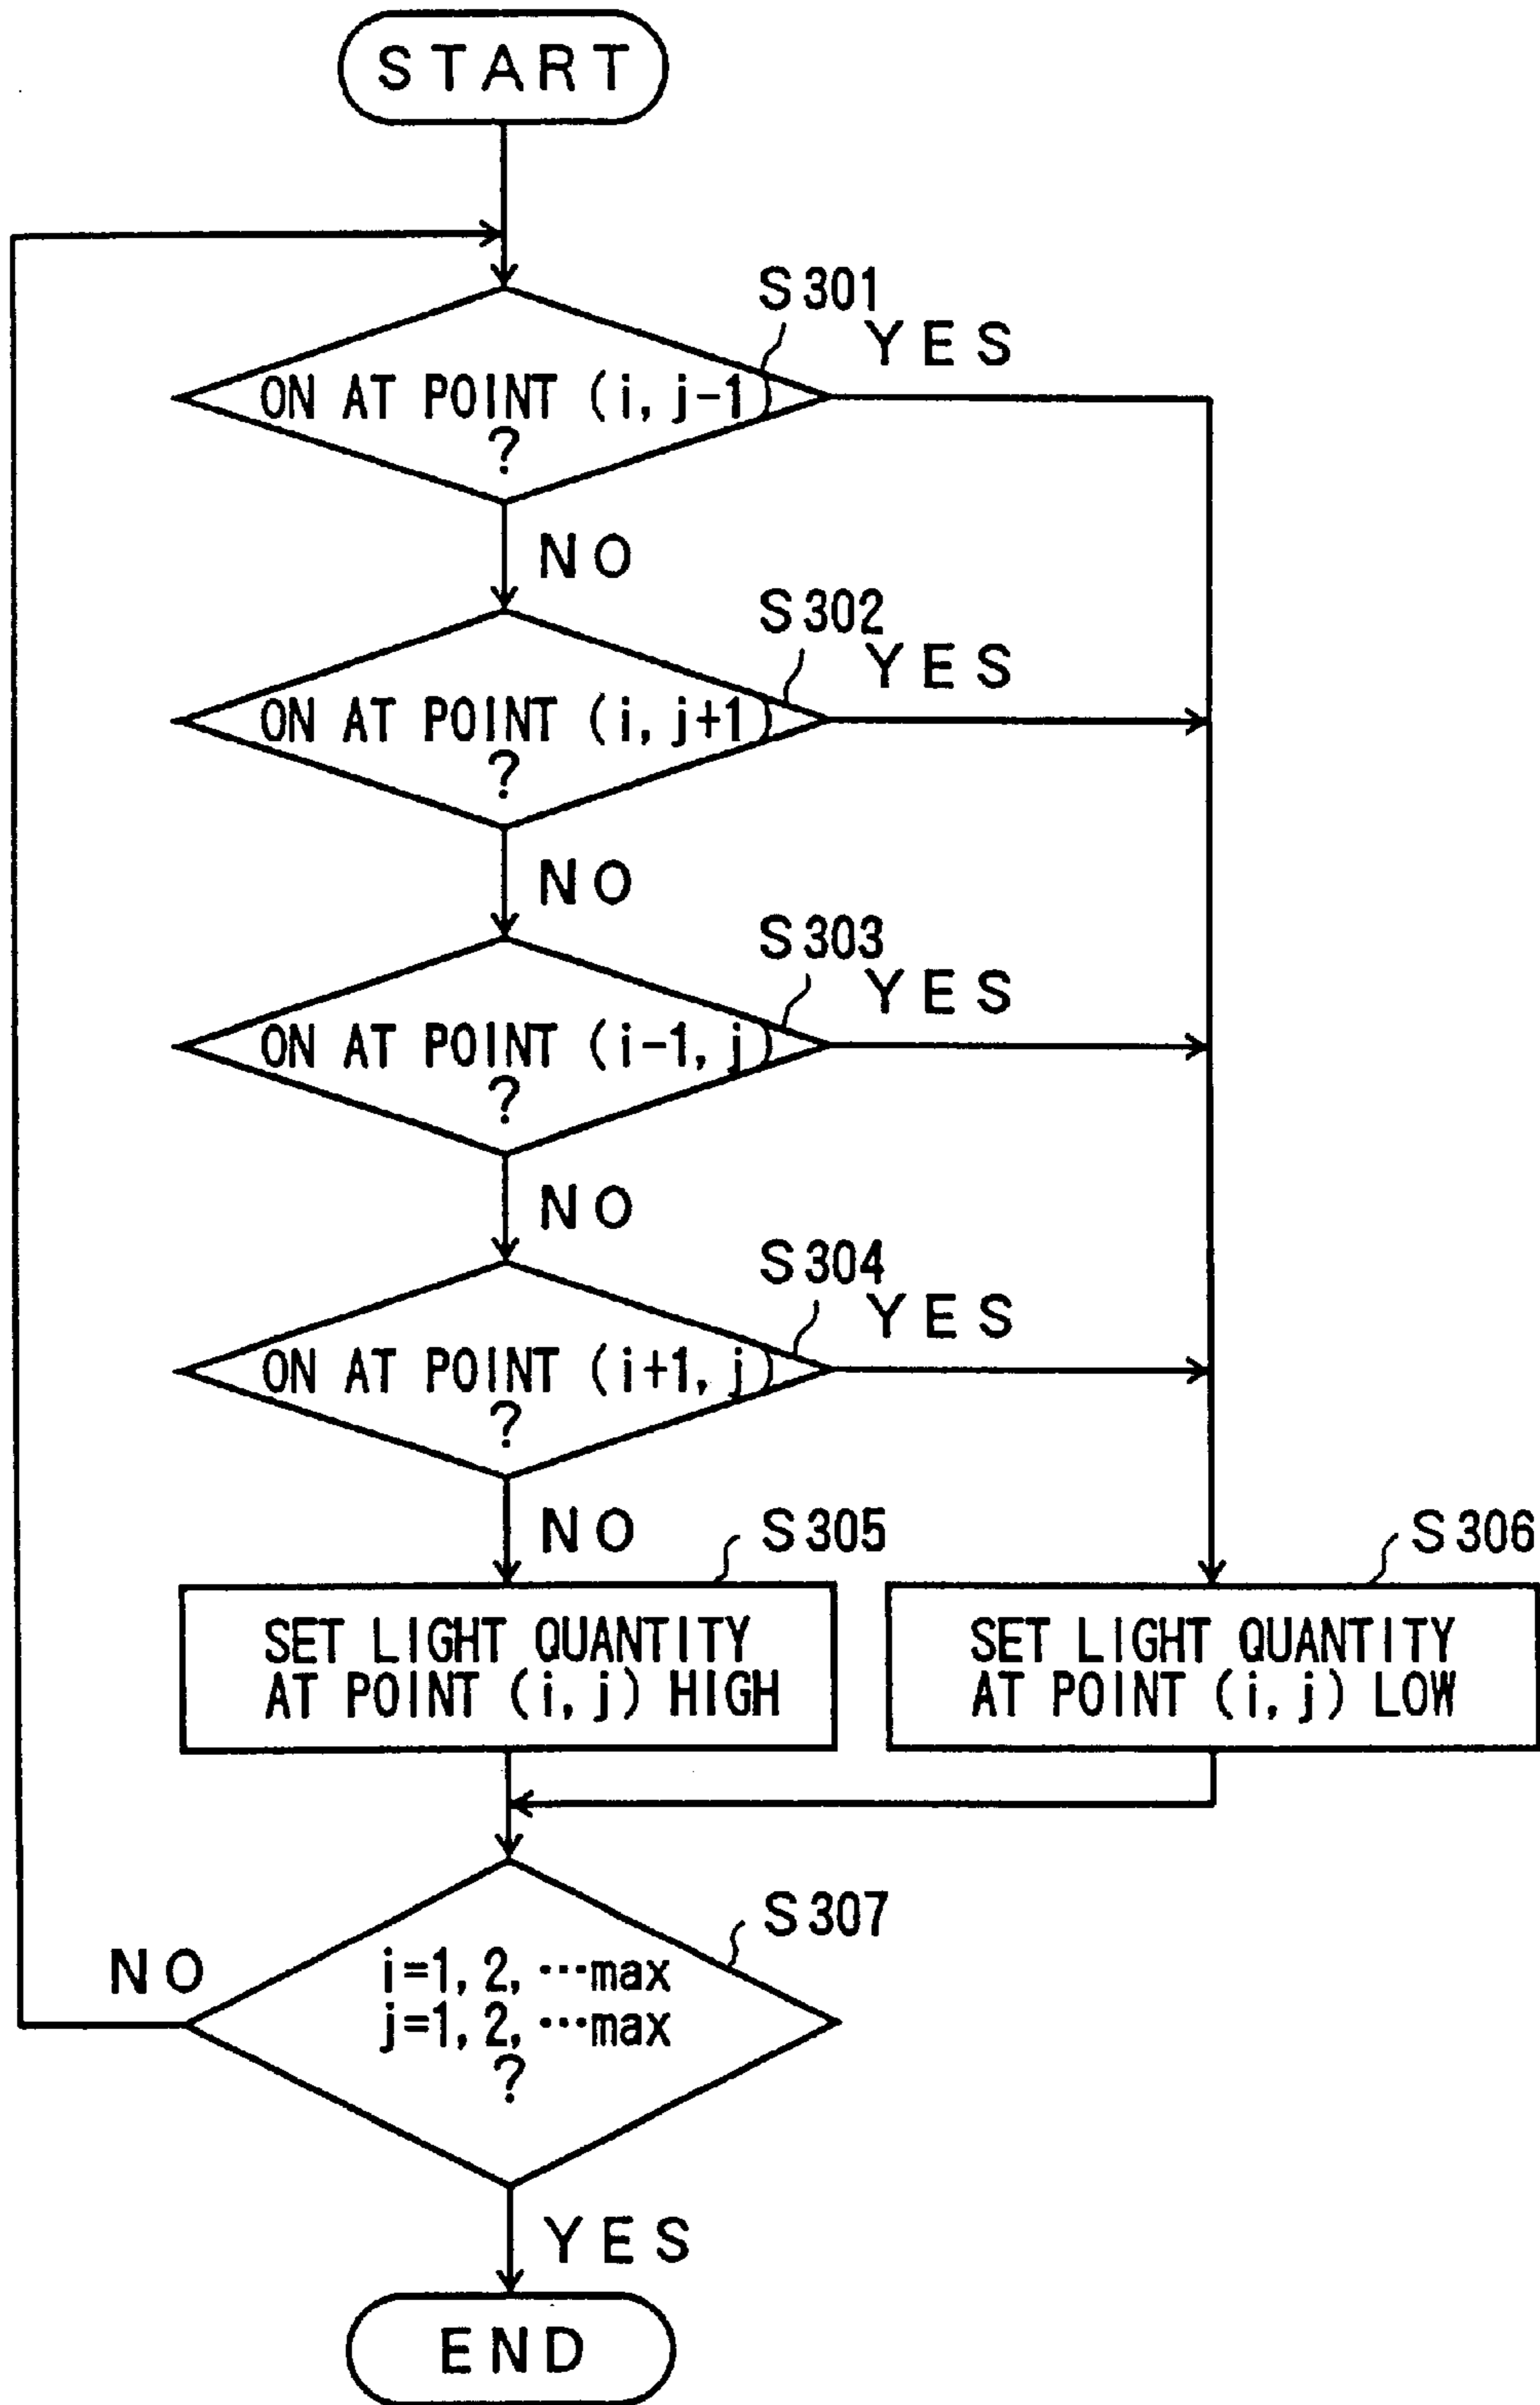 START
S301
YES
ON AT POINT (i, j-1)
?
NO
S302
YES
ON AT POINT (i, j+1)
?
NO
S303
YES
ON AT POINT (i-1, j)
?
NO
S304
YES
ON AT POINT (i+1, j)
?
NO
S305
S306
SET LIGHT QUANTITY
AT POINT (i, j) HIGH
SET LIGHT QUANTITY
AT POINT (i, j) LOW
S307
NO
i=1, 2, ···max
j=1, 2, ···max
?
YES
END